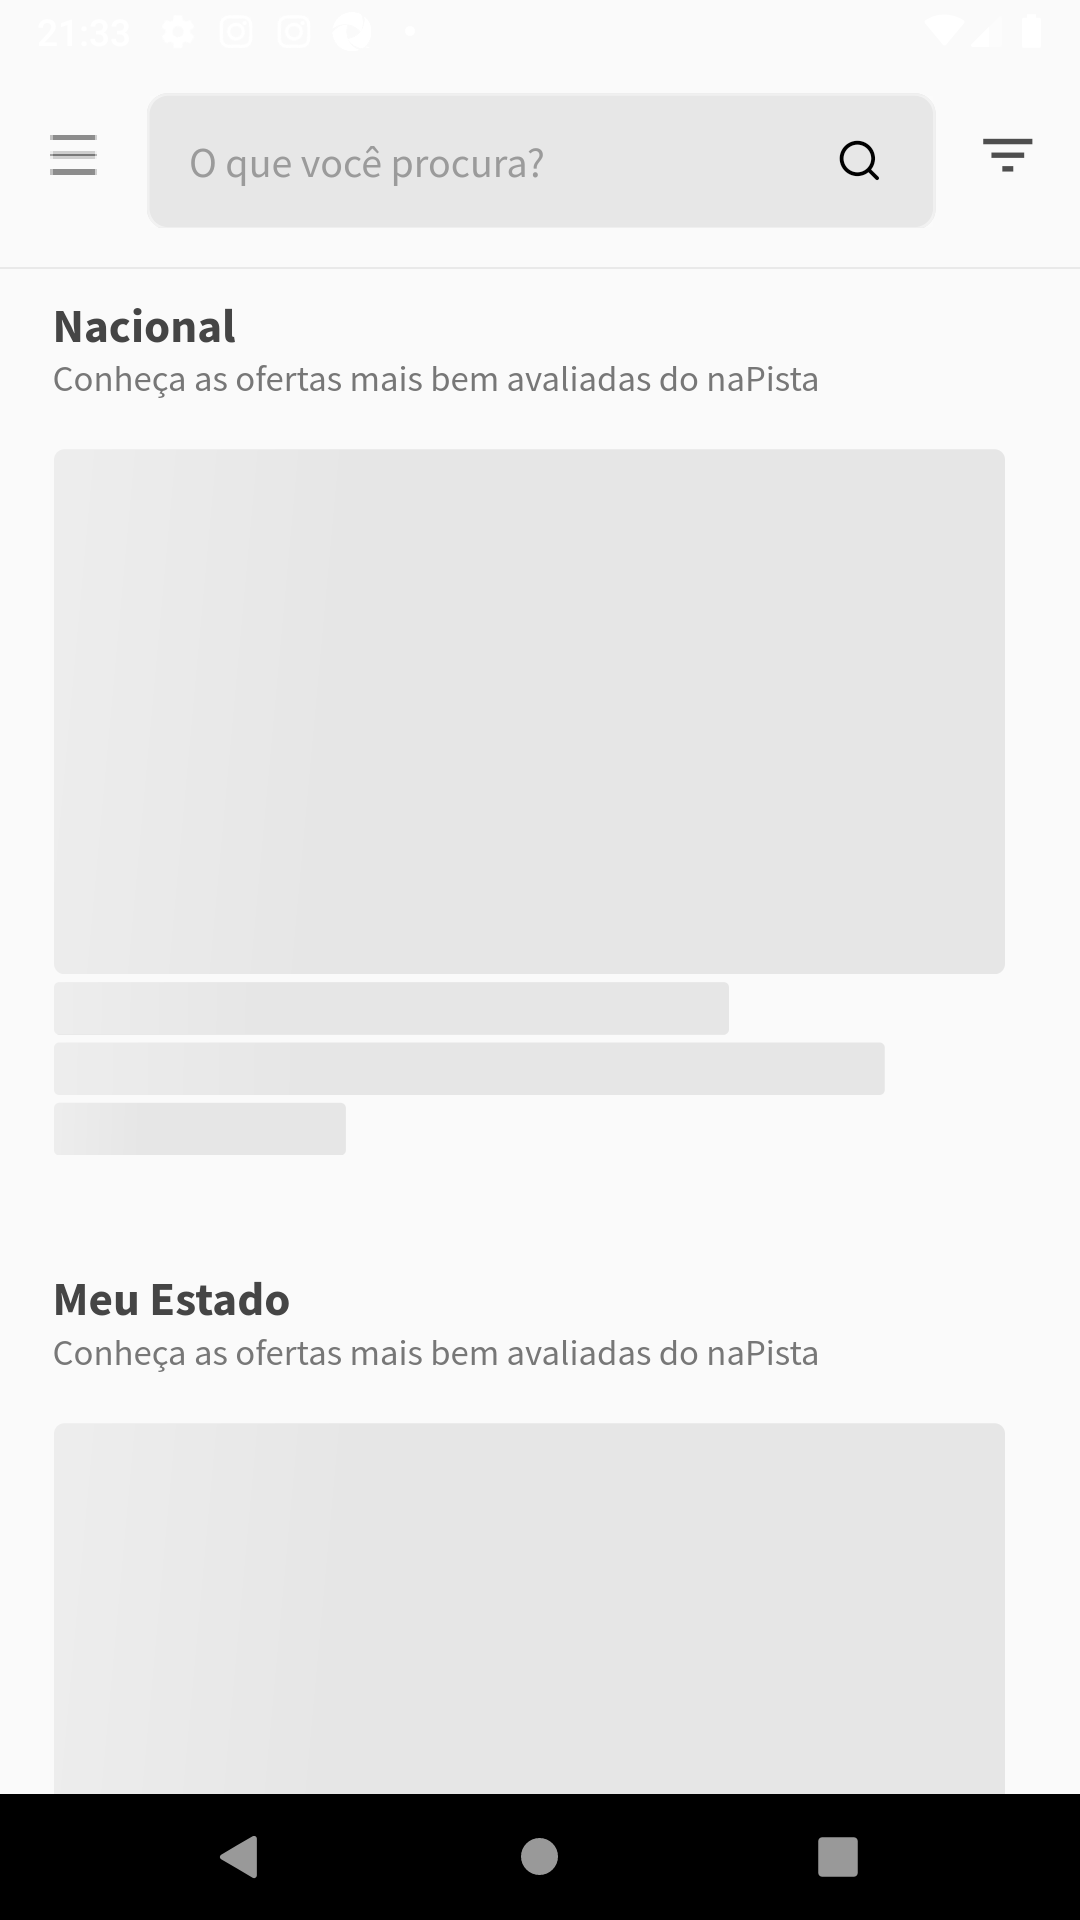 21:33
O que você procura?
Nacional
Conheça as ofertas mais bem avaliadas do naPista
Meu Estado
Conheça as ofertas mais bem avaliadas do naPista